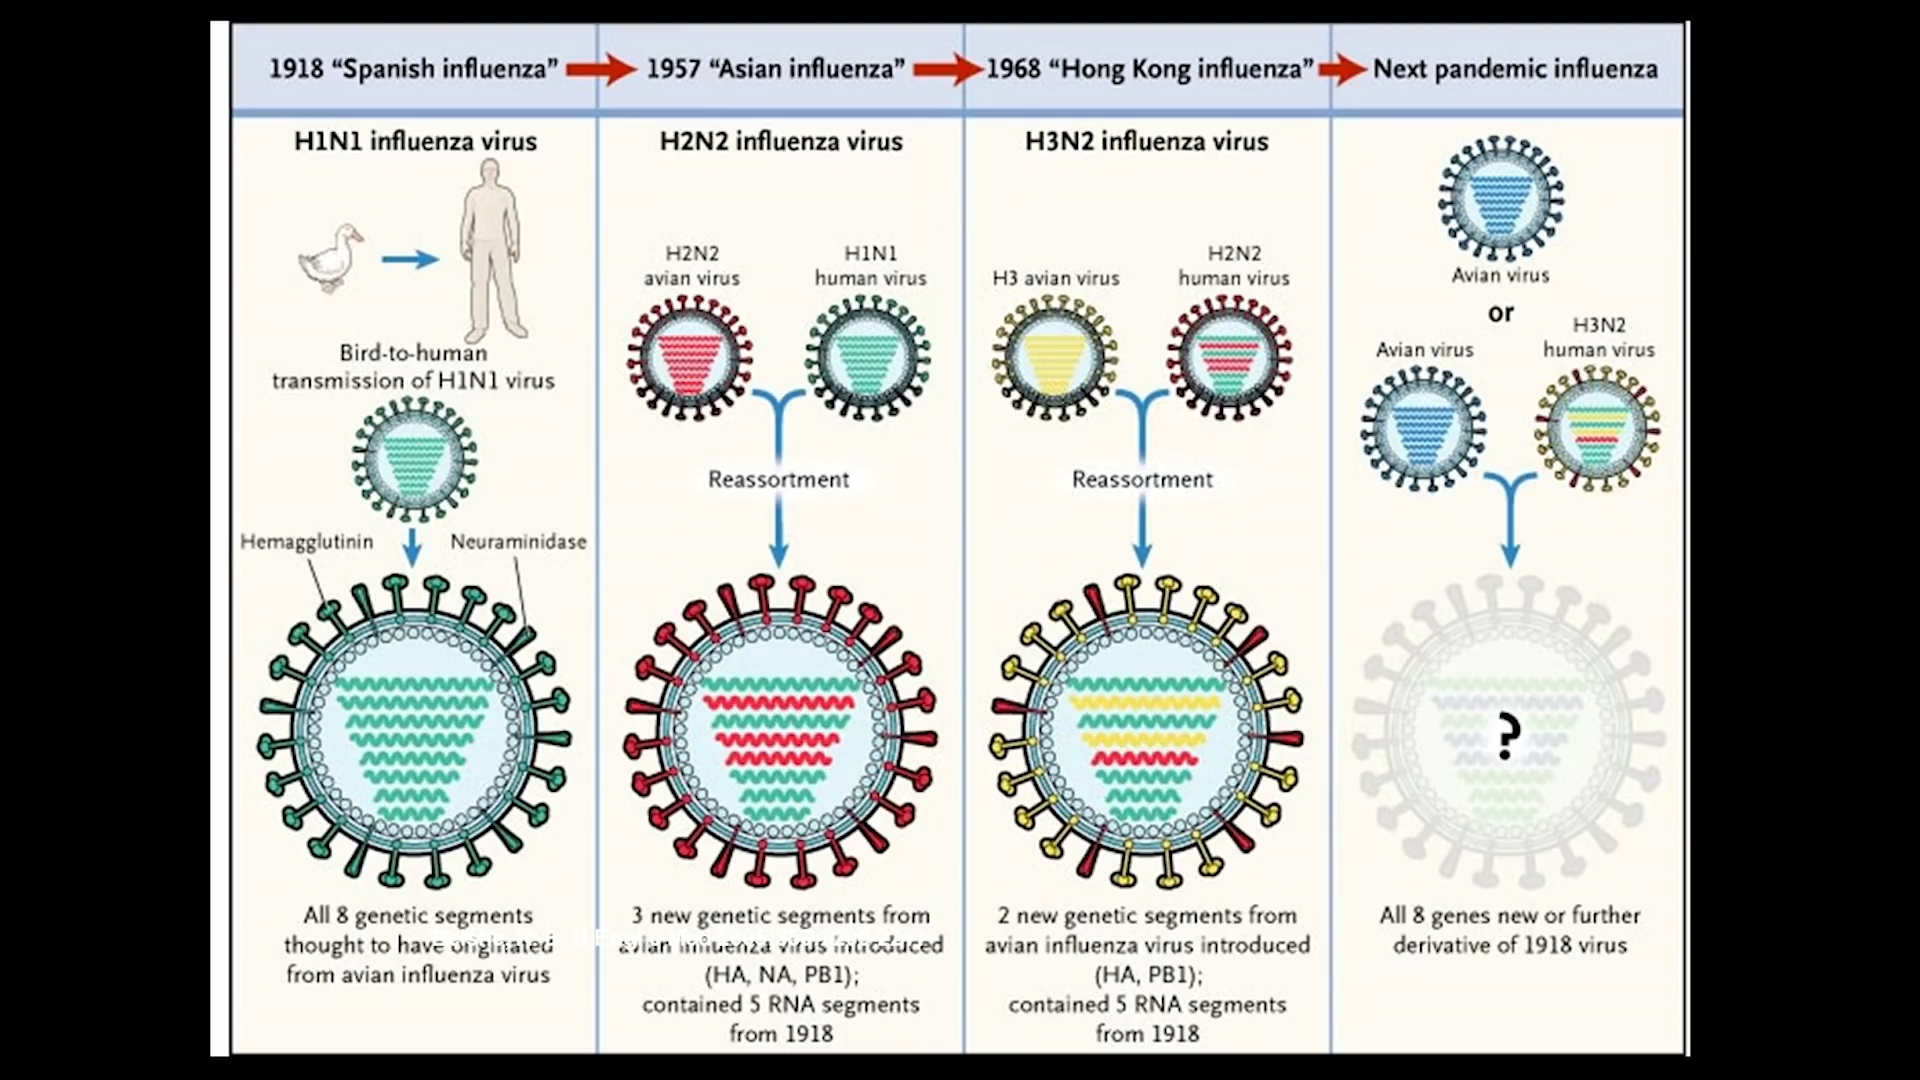 1918 “Spanish influenza”
1957 “Asian influenza”
1968 “Hong Kong influenza”
Next pandemic influenza
H1N1 influenza virus
Bird-to-human
transmission of H1N1 virus
Hemagglutinin
Neuraminidase
All 8 genetic segments
thought to have originated
from avian influenza virus
H2N2 influenza virus
H2N2
avian virus
H1N1
human virus
Reassortment
3 new genetic segments from
avian influenza virus introduced
(HA, NA, PB1);
contained 5 RNA segments
from 1918
H3N2 influenza virus
H3 avian virus
H2N2
human virus
Reassortment
2 new genetic segments from
avian influenza virus introduced
(HA, PB1);
contained 5 RNA segments
from 1918
Avian virus
or
Avian virus
H3N2
human virus
?
All 8 genes new or further
derivative of 1918 virus